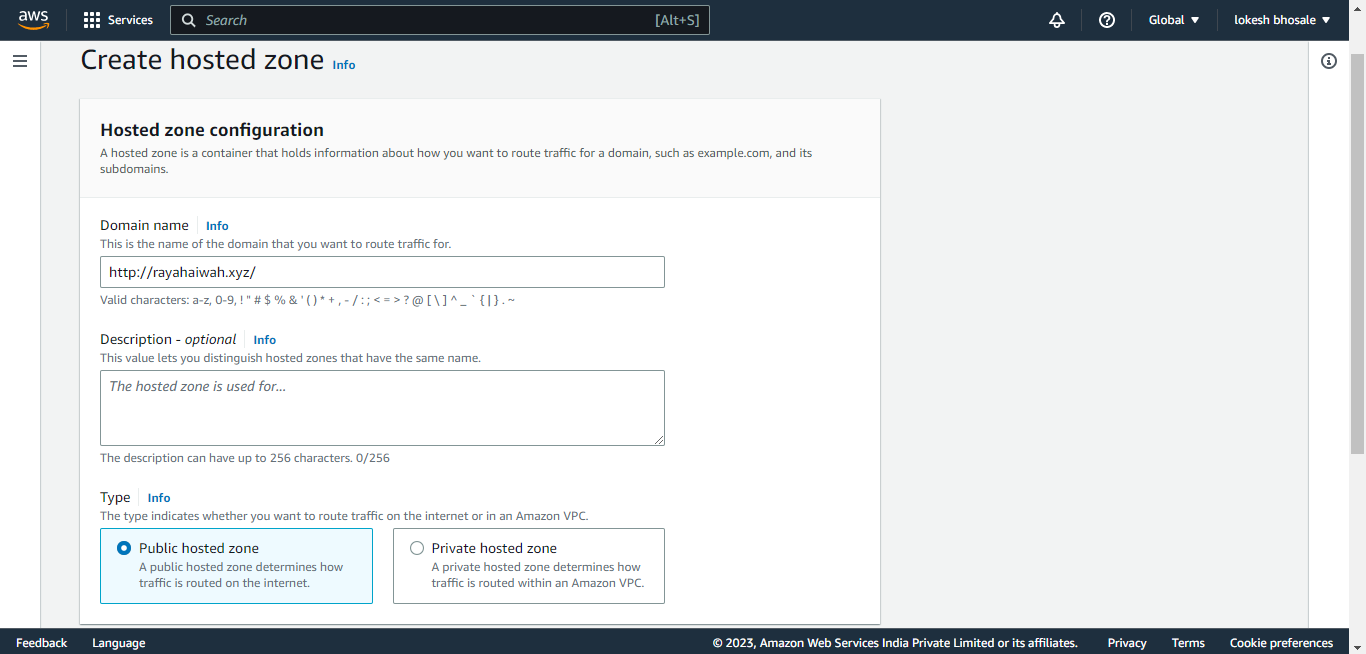 aws
Services
Search [Alt+S]
Global ▼
lokesh bhosale ▼
Create hosted zone Info
Hosted zone configuration
A hosted zone is a container that holds information about how you want to route traffic for a domain, such as example.com, and its
subdomains.
Domain name Info
This is the name of the domain that you want to route traffic for.
http://rayahaiwah.xyz/
Valid characters: a-z, 0-9, ! " # $ % & ' ( ) * + , - / : ; < = > ? @ [ \ ] ^ _ ` { | } . ~
Description - optional Info
This value lets you distinguish hosted zones that have the same name.
The hosted zone is used for...
The description can have up to 256 characters. 0/256
Type Info
The type indicates whether you want to route traffic on the internet or in an Amazon VPC.
Public hosted zone
A public hosted zone determines how
traffic is routed on the internet.
Private hosted zone
A private hosted zone determines how
traffic is routed within an Amazon VPC.
Feedback Language © 2023, Amazon Web Services India Private Limited or its affiliates. Privacy Terms Cookie preferences